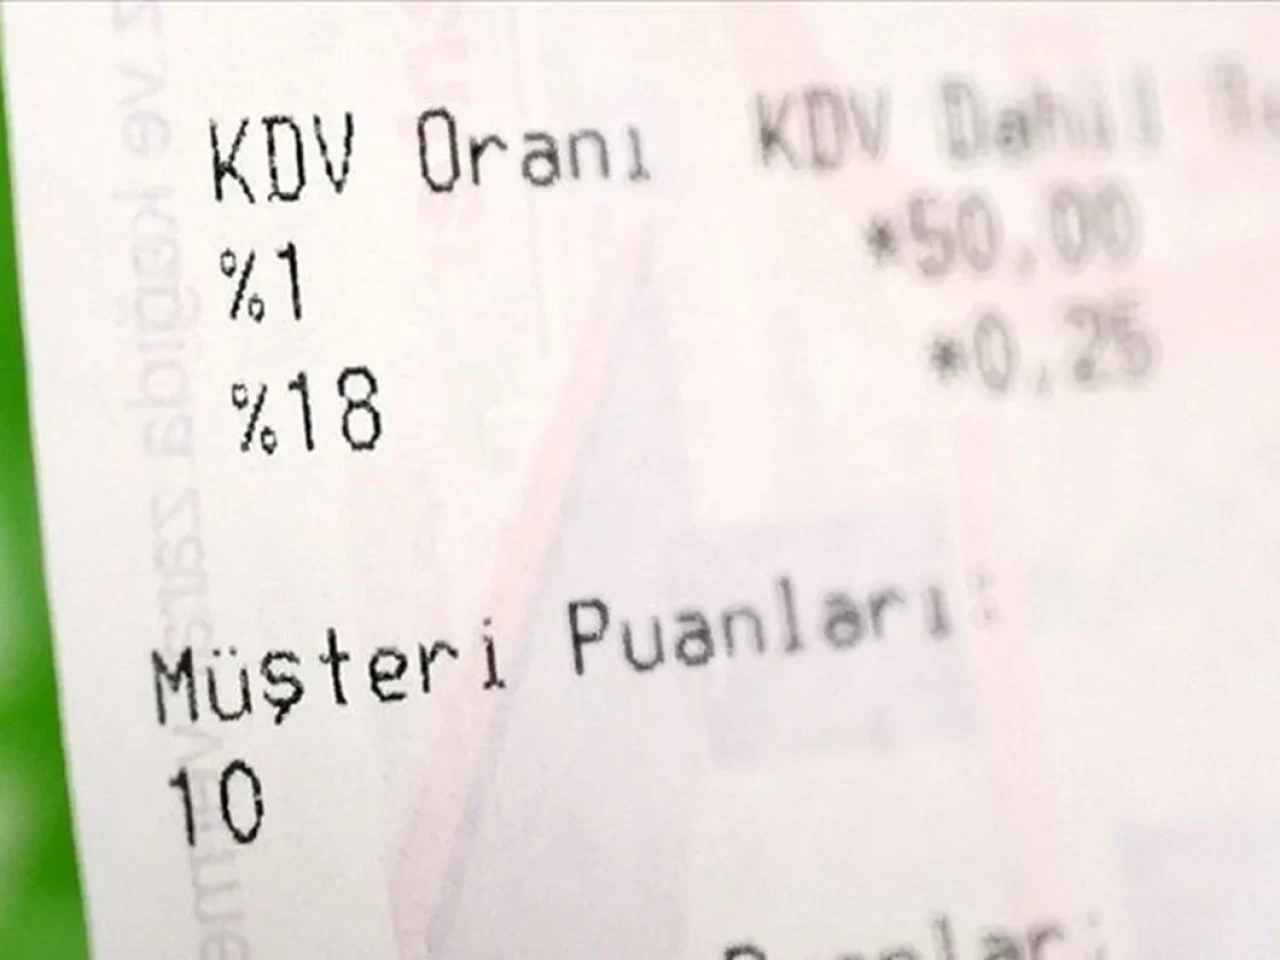 KDV Oranı KDV Dahil
%1 *50,00
%18 *0,25
Müşteri Puanları:
10